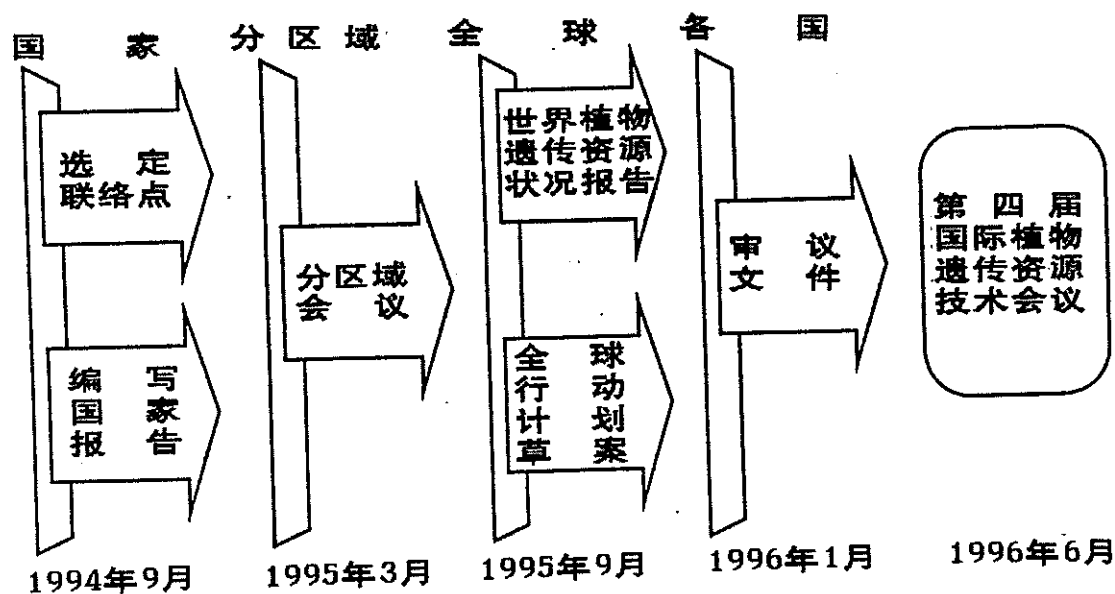 国家 分区域 全球 各国
选定
联络点
编写
国家
报告
分区域
会议
世界植物
遗传资源
状况报告
全球
行动
计划
草案
审议
文件
第四届
国际植物
遗传资源
技术会议
1994年9月 1995年3月 1995年9月 1996年1月 1996年6月